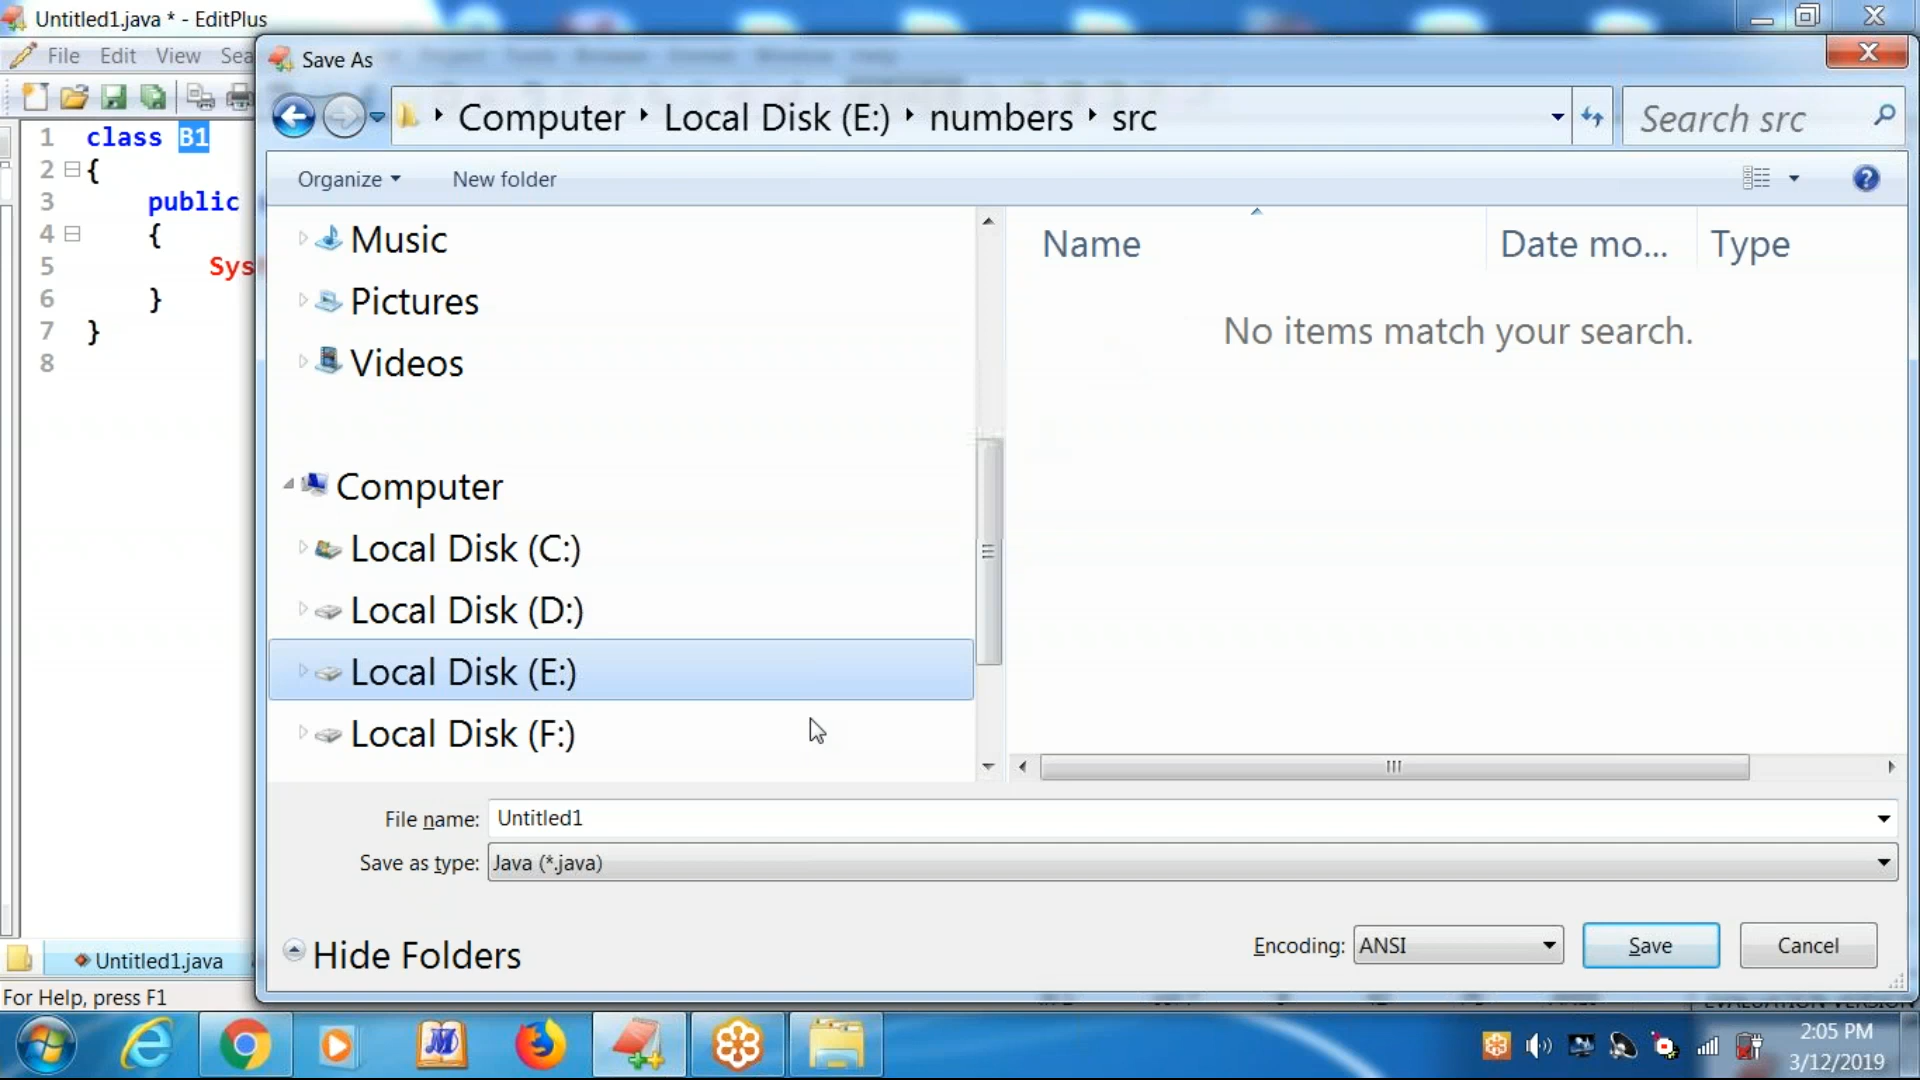 Untitled1.java * - EditPlus
File Edit View Sea
Save As
Computer Local Disk (E:) numbers src
Search src
Organize New folder
1 class B1
2 {
3 public
4 {
5 Sys
6 }
7 }
8
Music
Pictures
Videos
Computer
Local Disk (C:)
Local Disk (D:)
Local Disk (E:)
Local Disk (F:)
Name Date mo... Type
No items match your search.
File name: Untitled1
Save as type: Java (*.java)
Hide Folders
Encoding: ANSI Save Cancel
Untitled1.java
For Help, press F1
2:05 PM
3/12/2019